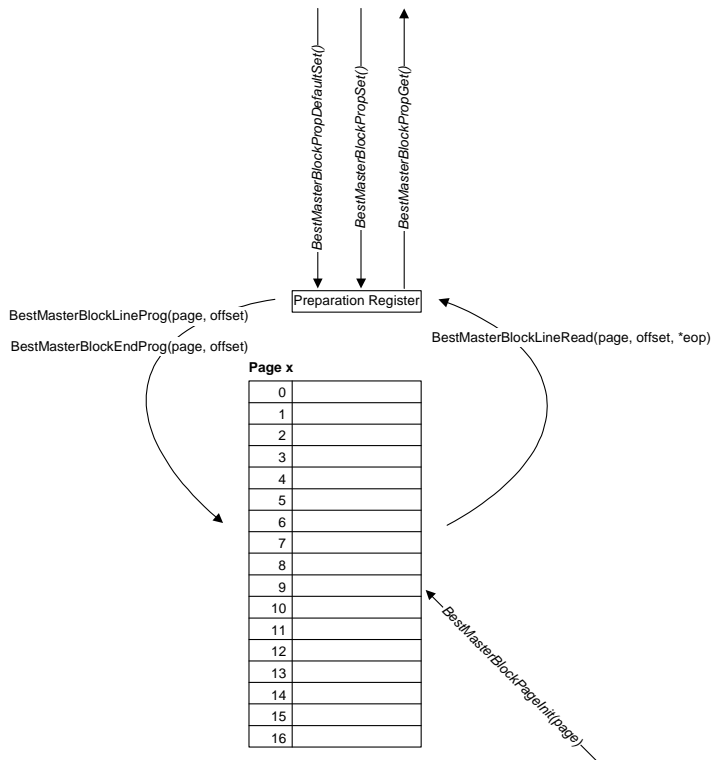 BestMasterBlockPropDefaultSet()
BestMasterBlockPropSet()
BestMasterBlockPropGet()
Preparation Register
BestMasterBlockLineProg(page, offset)
BestMasterBlockEndProg(page, offset)
BestMasterBlockLineRead(page, offset, *eop)
Page x
0
1
2
3
4
5
6
7
8
9
10
11
12
13
14
15
16
BestMasterBlockPageInit(page)